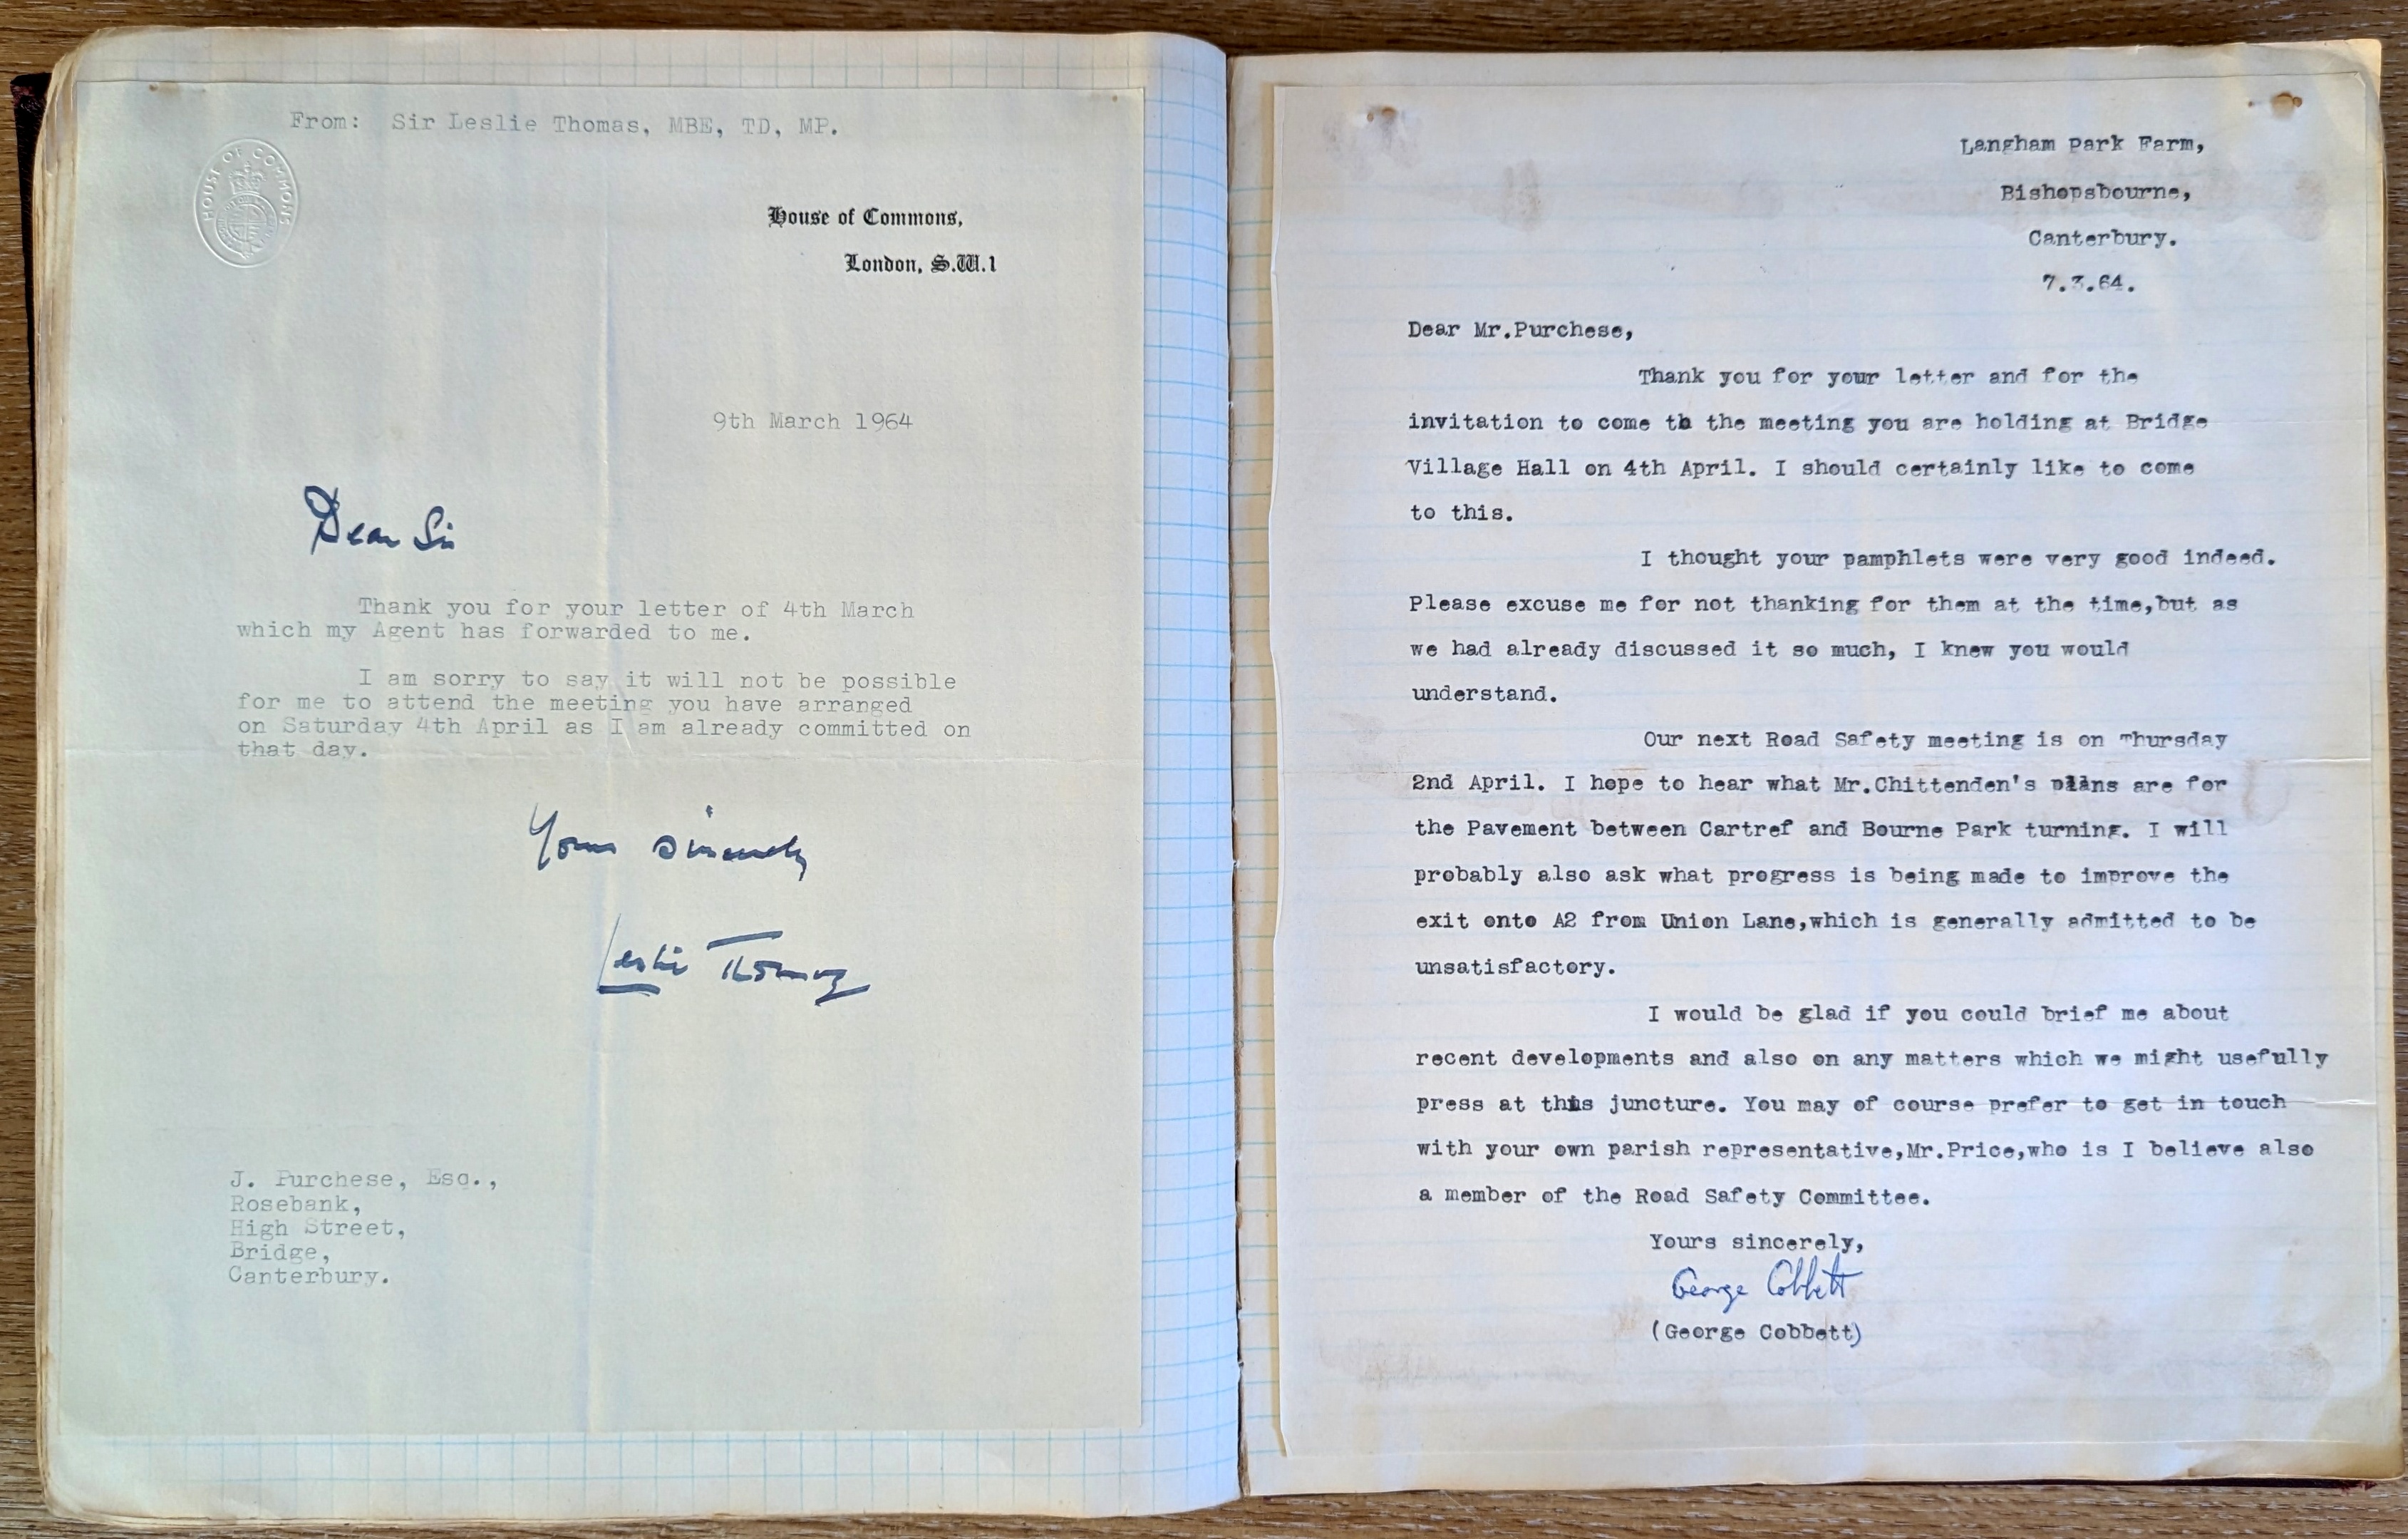 From: Sir Leslie Thomas, MBE, TD, MP.
HOUSE OF COMMONS
House of Commons,
London, S.W.1
9th March 1964
Dear Sir
Thank you for your letter of 4th March
which my Agent has forwarded to me.
I am sorry to say it will not be possible
for me to attend the meeting you have arranged
on Saturday 4th April as I am already committed on
that day.
Yours sincerely
Leslie Thomas
J. Purchese, Esq.,
Rosebank,
High Street,
Bridge,
Canterbury.
Langham Park Farm,
Bishopsbourne,
Canterbury.
7.3.64.
Dear Mr.Purchese,
Thank you for your letter and for the
invitation to come to the meeting you are holding at Bridge
Village Hall on 4th April. I should certainly like to come
to this.
I thought your pamphlets were very good indeed.
Please excuse me for not thanking for them at the time,but as
we had already discussed it so much, I knew you would
understand.
Our next Road Safety meeting is on Thursday
2nd April. I hope to hear what Mr.Chittenden's plans are for
the Pavement between Cartref and Bourne Park turning. I will
probably also ask what progress is being made to improve the
exit onto A2 from Union Lane,which is generally admitted to be
unsatisfactory.
I would be glad if you could brief me about
recent developments and also on any matters which we might usefully
press at this juncture. You may of course prefer to get in touch
with your own parish representative,Mr.Price,who is I believe also
a member of the Road Safety Committee.
Yours sincerely,
George Cobbett
(George Cobbett)